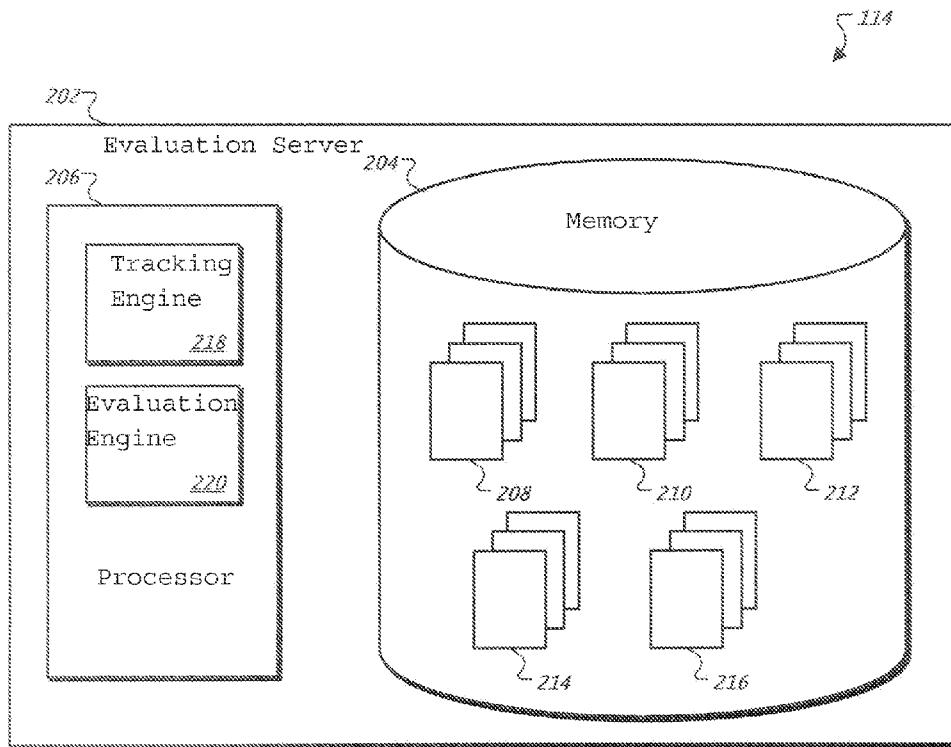 114
202
Evaluation Server
206
204
Memory
Tracking
Engine
218
Evaluation
Engine
220
Processor
208
210
212
214
216